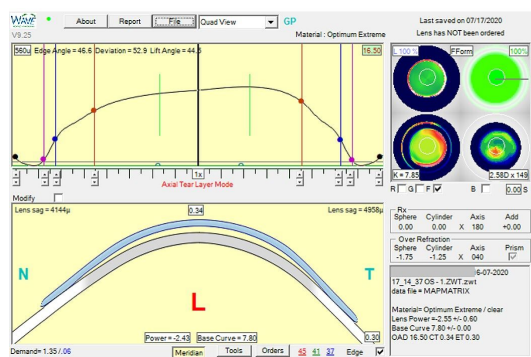 WAVE About Report File Quad View GP Last saved on 07/17/2020
V9.25 Material : Optimum Extreme Lens has NOT been ordered
560u Edge Angle = 46.6 Deviation = 52.9 Lift Angle = 44.5 16.50
L 100 % FForm 100%
K = 7.85 2.58D x 149
1x
Axial Tear Layer Mode
R G F B 0.00 S
Modify
Lens sag = 4144µ 0.34 Lens sag = 4958µ
Rx
Sphere Cylinder Axis Add
0.00 0.00 X 180 +0.00
Over Refraction
Sphere Cylinder Axis Prism
-1.75 -1.25 X 040
N T
6-07-2020
17_14_37 OS - 1.ZWT.zwt
data file = MAPMATRIX
L
Material= Optimum Extreme / clear
Lens Power =-2.55 +/- 0.60
Base Curve = 7.80 +/- 0.00
OAD 16.50 CT 0.34 ET 0.30
Power = -2.43 Base Curve = 7.80 0.30
Demand= 1.35 /.06 Meridian Tools Orders 45 41 37 Edge